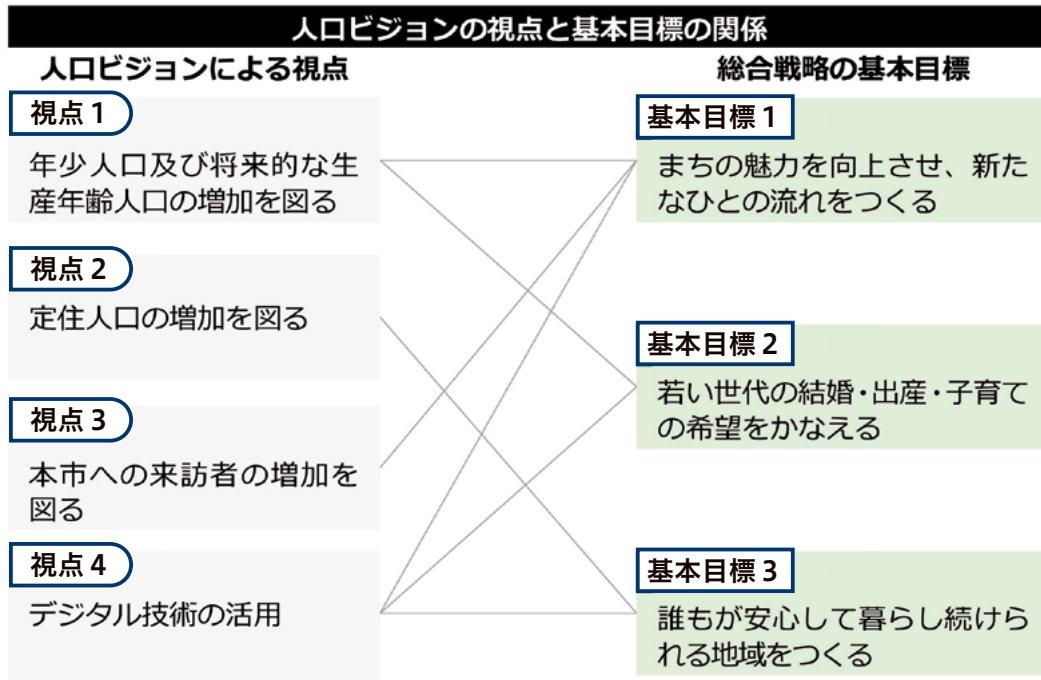 人口ビジョンの視点と基本目標の関係
人口ビジョンによる視点
視点1
年少人口及び将来的な生
産年齢人口の増加を図る
視点2
定住人口の増加を図る
視点3
本市への来訪者の増加を
図る
視点4
デジタル技術の活用
総合戦略の基本目標
基本目標1
まちの魅力を向上させ、新た
なひとの流れをつくる
基本目標2
若い世代の結婚・出産・子育て
の希望をかなえる
基本目標3
誰もが安心して暮らし続けら
れる地域をつくる